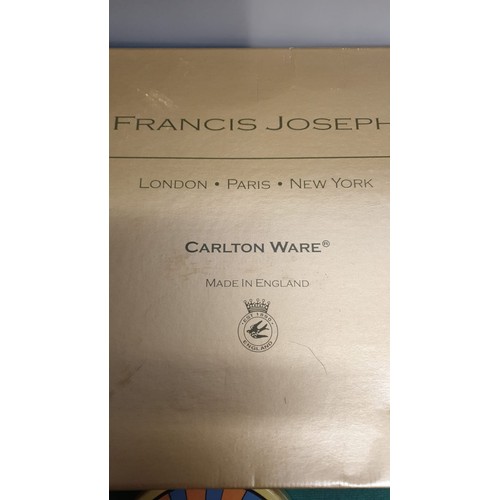 FRANCIS JOSEPH
LONDON • PARIS • NEW YORK
CARLTON WARE®
MADE IN ENGLAND
ENGLAND